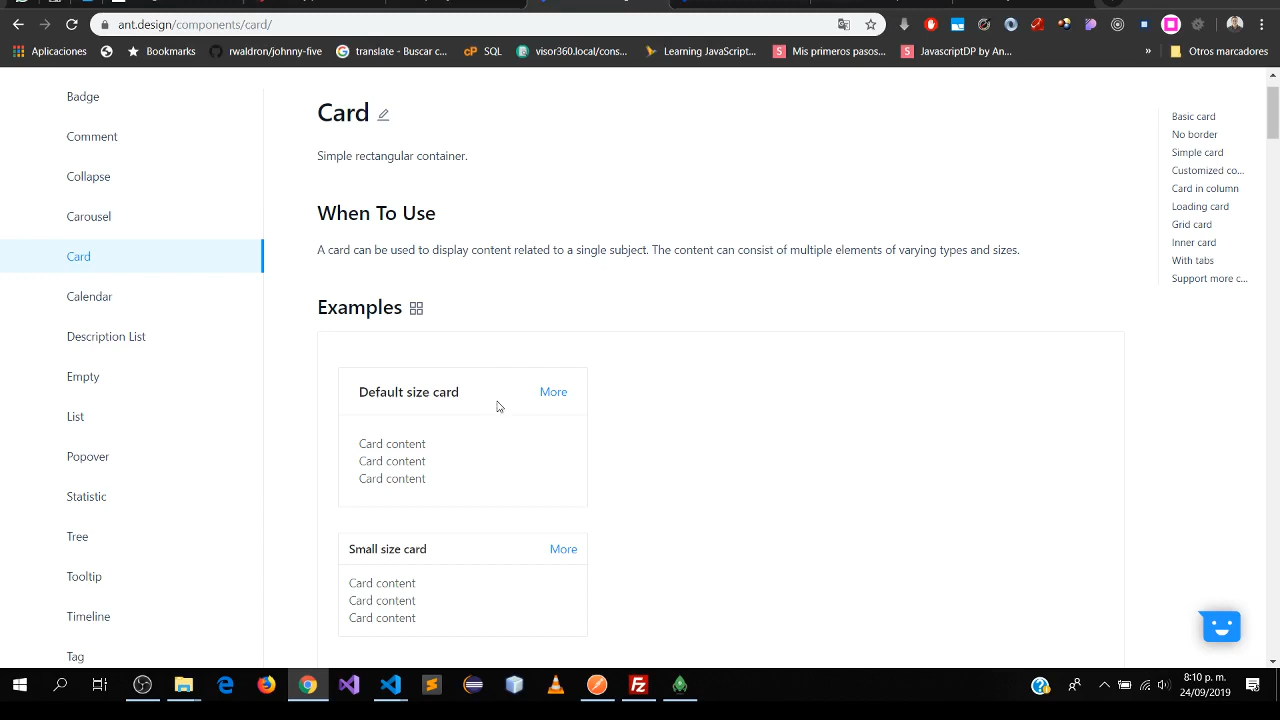 ant.design/components/card/
Aplicaciones
Bookmarks
rwaldron/johnny-five
translate - Buscar c...
cP SQL
visor360.local/cons...
Learning JavaScript...
S Mis primeros pasos...
S JavascriptDP by An...
»
Otros marcadores
Badge
Comment
Collapse
Carousel
Card
Calendar
Description List
Empty
List
Popover
Statistic
Tree
Tooltip
Timeline
Tag
Card
Simple rectangular container.
When To Use
A card can be used to display content related to a single subject. The content can consist of multiple elements of varying types and sizes.
Examples
Default size card More
Card content
Card content
Card content
Small size card More
Card content
Card content
Card content
Basic card
No border
Simple card
Customized co...
Card in column
Loading card
Grid card
Inner card
With tabs
Support more c...
8:10 p. m.
24/09/2019